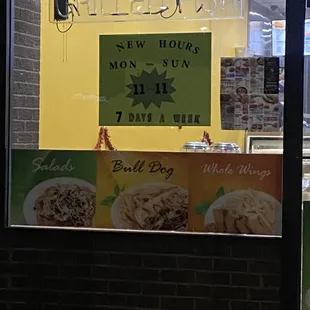 NEW HOURS
MON - SUN
11 - 11
7 DAYS A WEEK
Salads Bull Dog Whole Wings